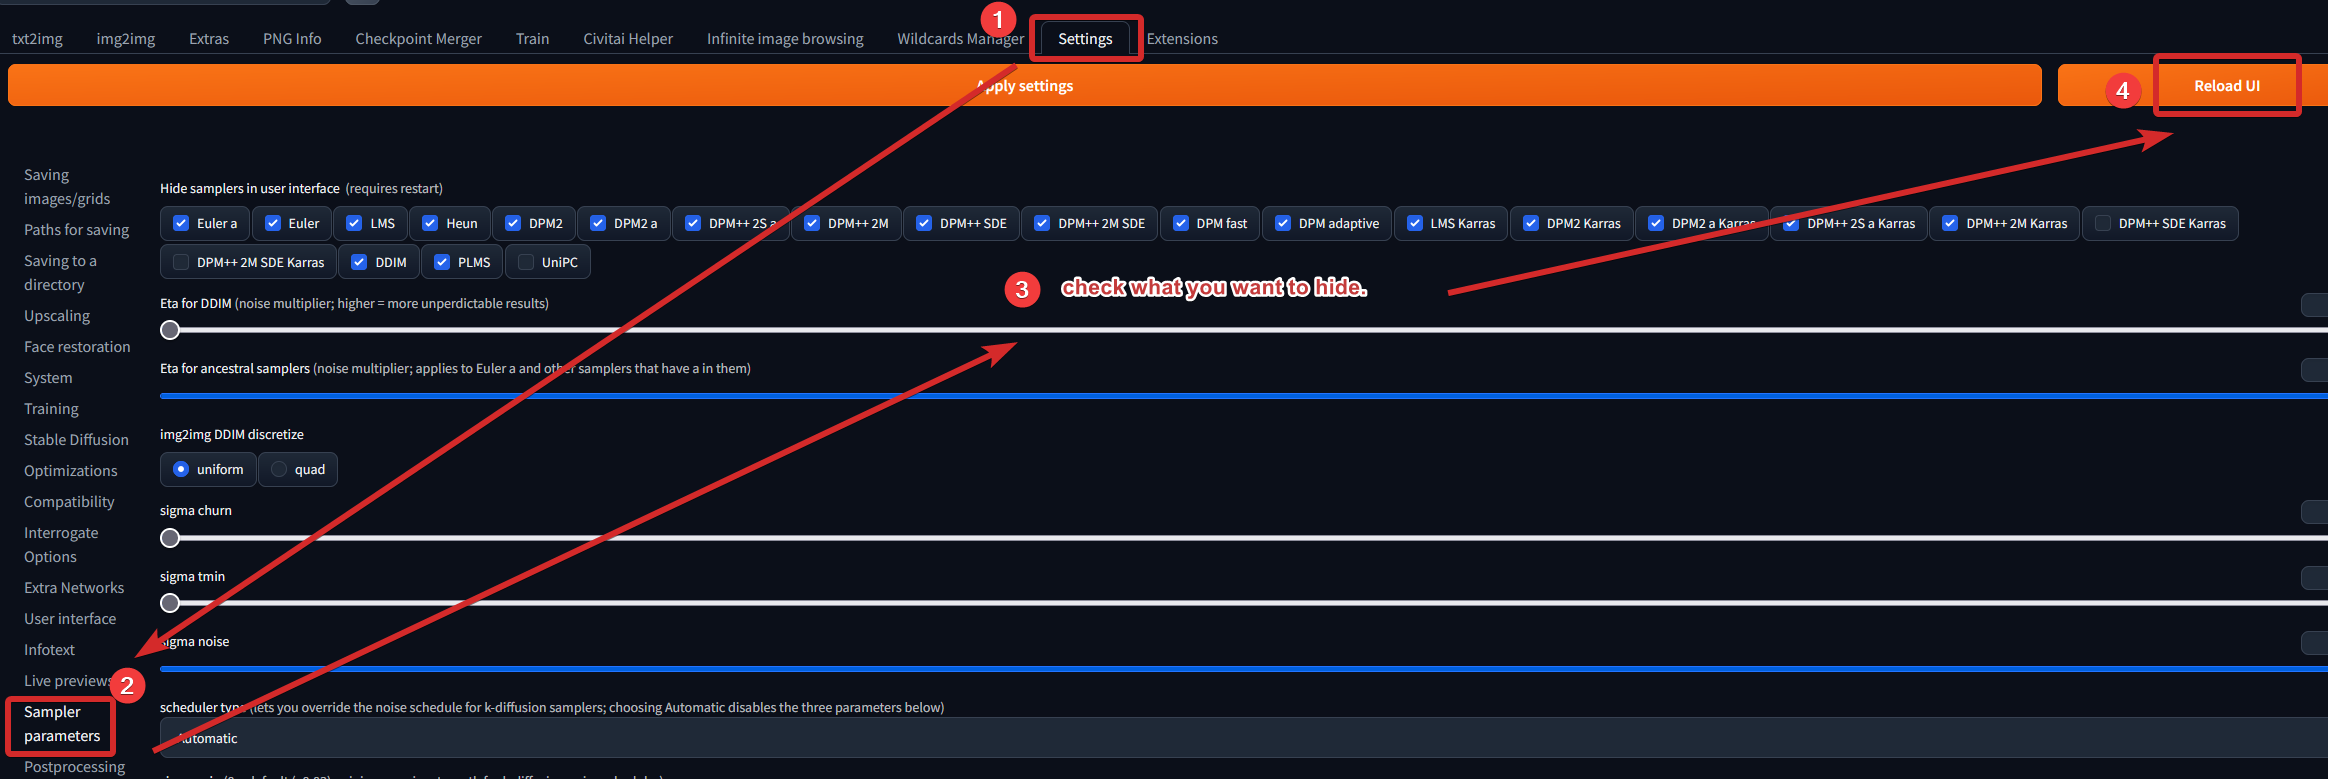 txt2img img2img Extras PNG Info Checkpoint Merger Train Civitai Helper Infinite image browsing Wildcards Manager 1 Settings Extensions
Apply settings 4 Reload UI
Saving
images/grids
Paths for saving
Saving to a
directory
Upscaling
Face restoration
System
Training
Stable Diffusion
Optimizations
Compatibility
Interrogate
Options
Extra Networks
User interface
Infotext
Live previews
2
Sampler
parameters
Postprocessing
Hide samplers in user interface (requires restart)
Euler a Euler LMS Heun DPM2 DPM2 a DPM++ 2S a DPM++ 2M DPM++ SDE DPM++ 2M SDE DPM fast DPM adaptive LMS Karras DPM2 Karras DPM2 a Karras DPM++ 2S a Karras DPM++ 2M Karras DPM++ SDE Karras
DPM++ 2M SDE Karras DDIM PLMS UniPC
3 check what you want to hide.
Eta for DDIM (noise multiplier; higher = more unperdictable results)
Eta for ancestral samplers (noise multiplier; applies to Euler a and other samplers that have a in them)
img2img DDIM discretize
uniform quad
sigma churn
sigma tmin
sigma noise
scheduler type (lets you override the noise schedule for k-diffusion samplers; choosing Automatic disables the three parameters below)
Automatic